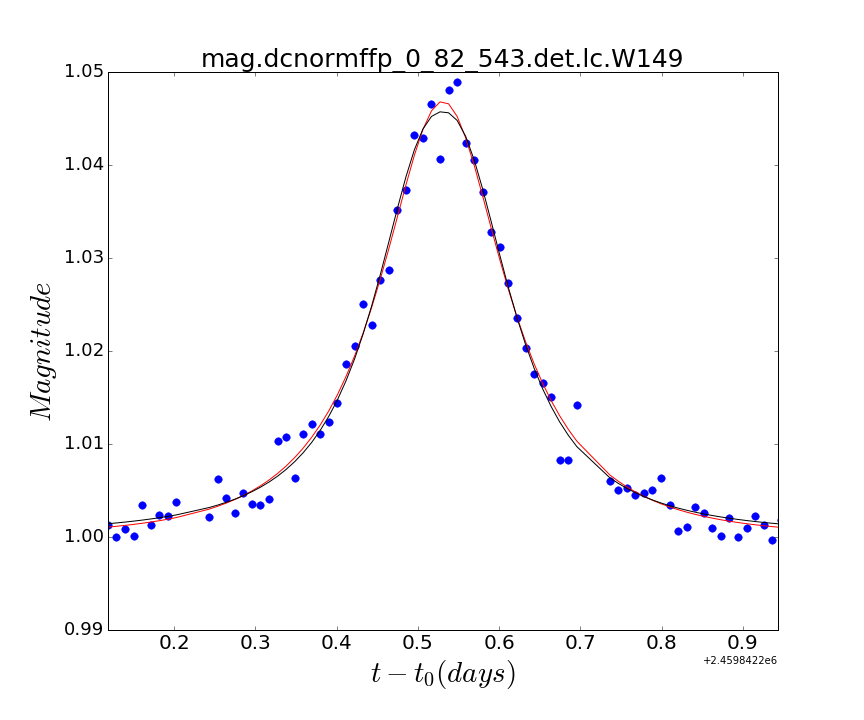 mag.dcnormffp_0_82_543.det.lc.W149
1.05
1.04
1.03
1.02
1.01
1.00
0.99
Magnitude
0.2 0.3 0.4 0.5 0.6 0.7 0.8 0.9
+2.4598422e6
t − t₀(days)